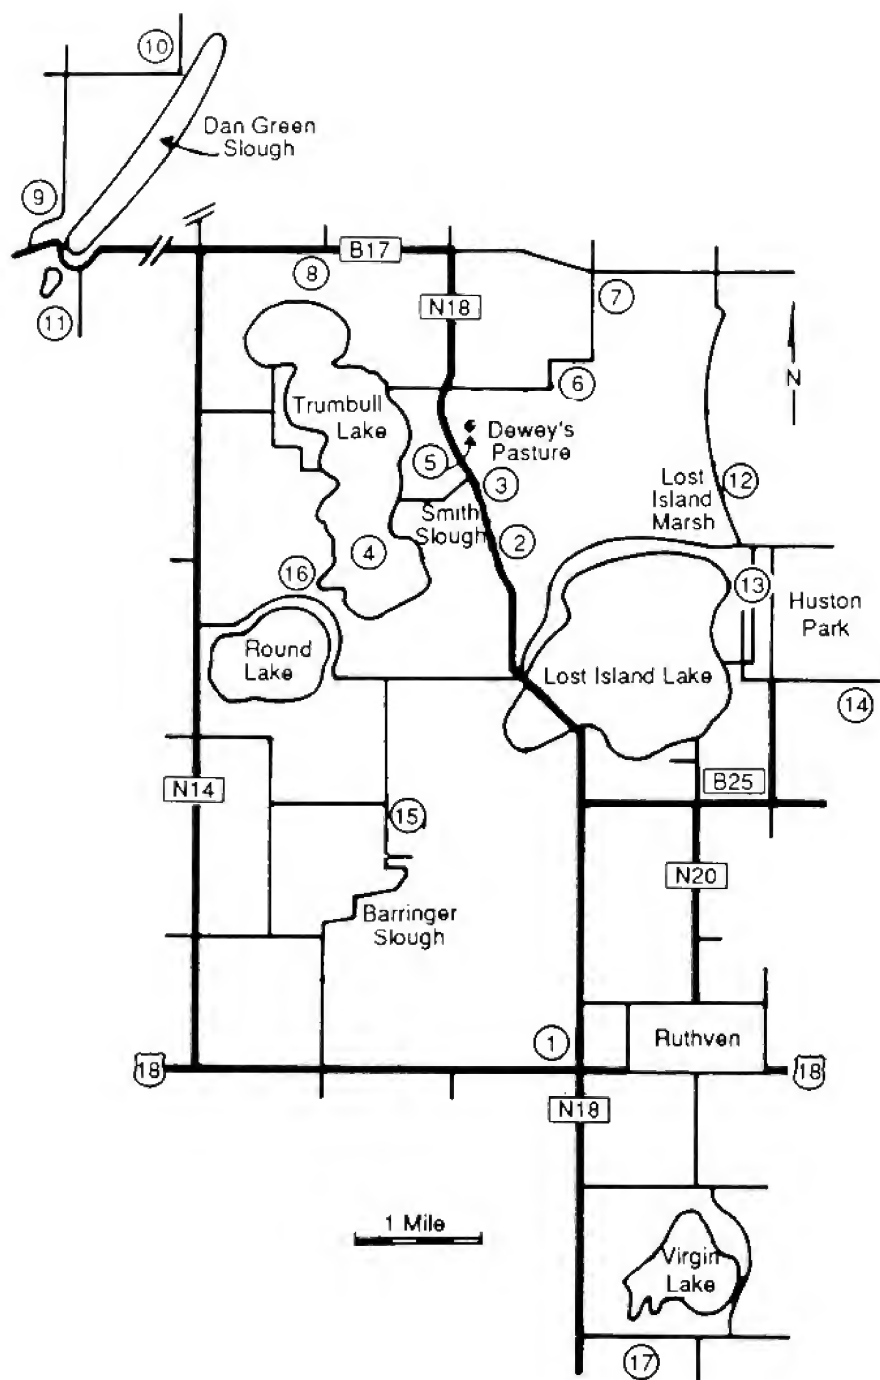 10
Dan Green
Slough
9
B17
8
11
7
N18
N
6
Trumbull
Lake
Dewey's
Pasture
5
3
Lost
Island
Marsh
12
Smith
Slough
2
4
16
13
Huston
Park
Round
Lake
Lost Island Lake
14
N14
B25
15
N20
Barringer
Slough
1
Ruthven
18
18
N18
1 Mile
Virgin
Lake
17